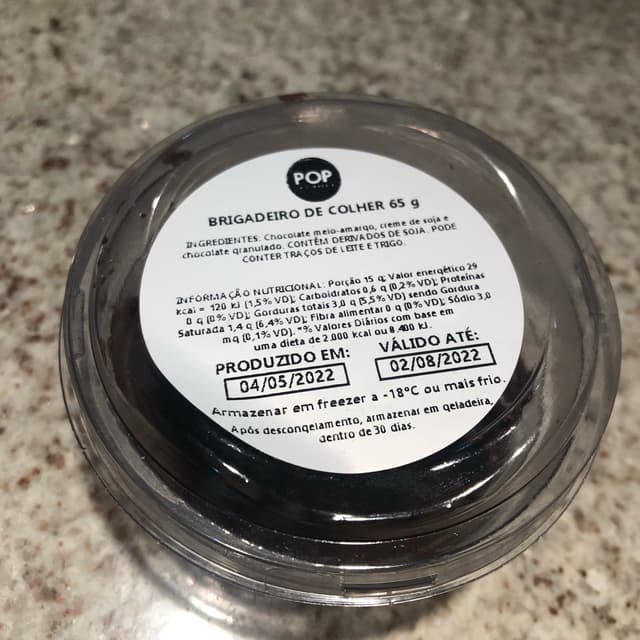 POP
BRIGADEIRO DE COLHER 65 g
INGREDIENTES: Chocolate meio-amargo, creme de soja e
chocolate granulado. CONTÉM DERIVADOS DE SOJA. PODE
CONTER TRAÇOS DE LEITE E TRIGO.
INFORMAÇÃO NUTRICIONAL: Porção 15 g; Valor energético 29
kcal = 120 kJ (1,5% VD); Carboidratos 0,6 g (0,2% VD); Proteínas
0 g (0% VD); Gorduras totais 3,0 g (5,5% VD) sendo Gordura
Saturada 1,4 g (6,4% VD); Fibra alimentar 0 g (0% VD); Sódio 3,0
mg (0,1% VD). *% Valores Diários com base em
uma dieta de 2.000 kcal ou 8.400 kJ.
PRODUZIDO EM: VÁLIDO ATÉ:
04/05/2022 02/08/2022
Armazenar em freezer a -18°C ou mais frio.
Após descongelamento, armazenar em geladeira,
dentro de 30 dias.